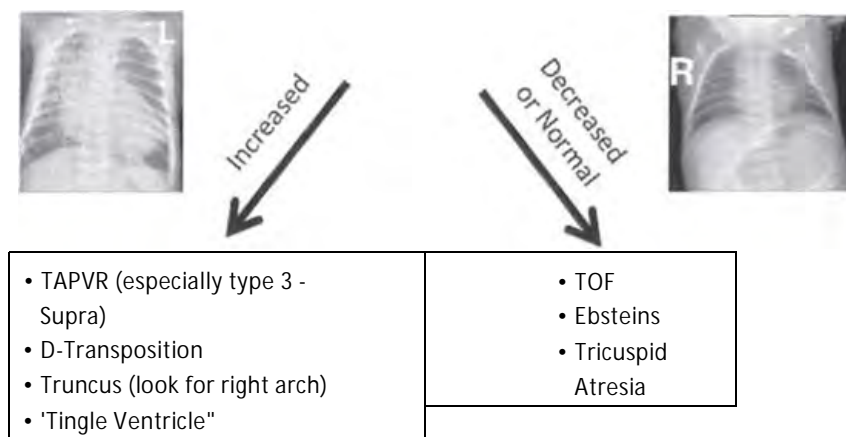 L
R
Increased
Decreased
or Normal
• TAPVR (especially type 3 -
Supra)
• D-Transposition
• Truncus (look for right arch)
• 'Tingle Ventricle"
• TOF
• Ebsteins
• Tricuspid
Atresia